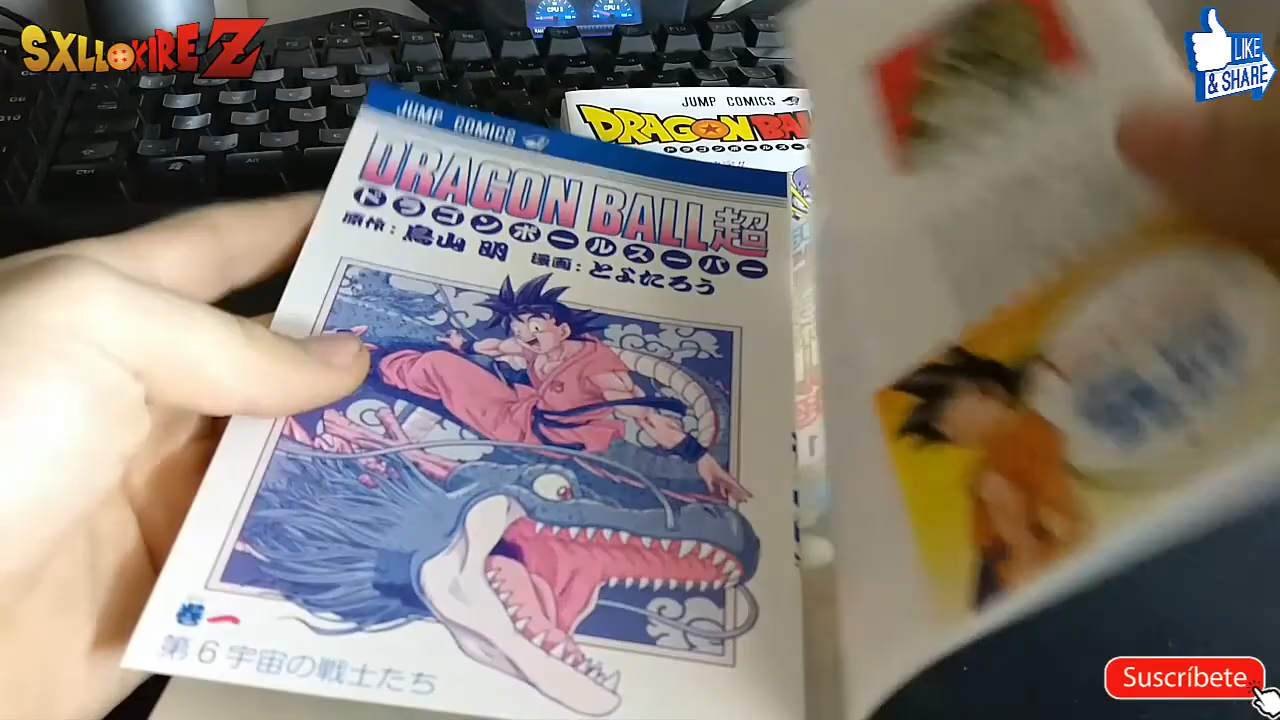 SXLLOKIRE Z
LIKE
& SHARE
JUMP COMICS
DRAGON BALL超
ドラゴンボールスーパー
原作：鳥山明 漫画：とよたろう
巻一
第6宇宙の戦士たち
JUMP COMICS
DRAGON BA
Suscríbete